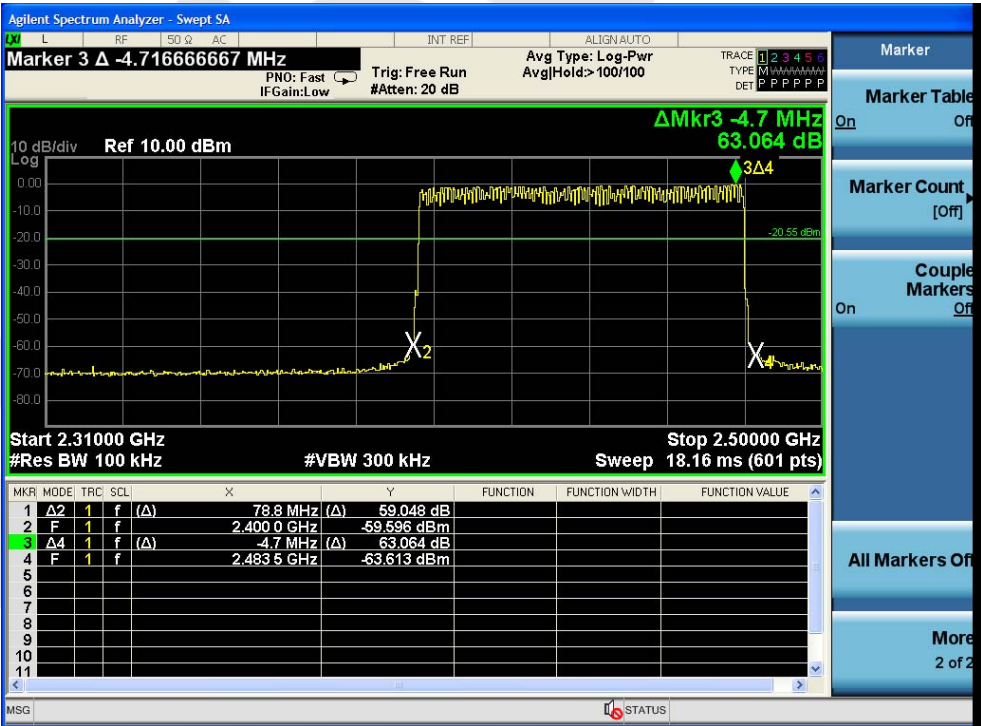 Agilent Spectrum Analyzer - Swept SA
LXI L RF 50 Ω AC INT REF ALIGN AUTO
Marker 3 Δ -4.716666667 MHz
PNO: Fast
IFGain:Low
Trig: Free Run
#Atten: 20 dB
Avg Type: Log-Pwr
Avg|Hold:>100/100
TRACE 1 2 3 4 5 6
TYPE M
DET P P P P P P
ΔMkr3 -4.7 MHz
63.064 dB
10 dB/div Ref 10.00 dBm
Log
3Δ4
0.00
-10.0
-20.0
-20.55 dBm
-30.0
-40.0
-50.0
-60.0
2
4
-70.0
-80.0
Start 2.31000 GHz Stop 2.50000 GHz
#Res BW 100 kHz #VBW 300 kHz Sweep 18.16 ms (601 pts)
MKR MODE TRC SCL X Y FUNCTION FUNCTION WIDTH FUNCTION VALUE
1 Δ2 1 f (Δ) 78.8 MHz (Δ) 59.048 dB
2 F 1 f 2.400 0 GHz -59.596 dBm
3 Δ4 1 f (Δ) -4.7 MHz (Δ) 63.064 dB
4 F 1 f 2.483 5 GHz -63.613 dBm
5
6
7
8
9
10
11
MSG STATUS
Marker
Marker Table
On Off
Marker Count
[Off]
Couple
Markers
On Off
All Markers Off
More
2 of 2